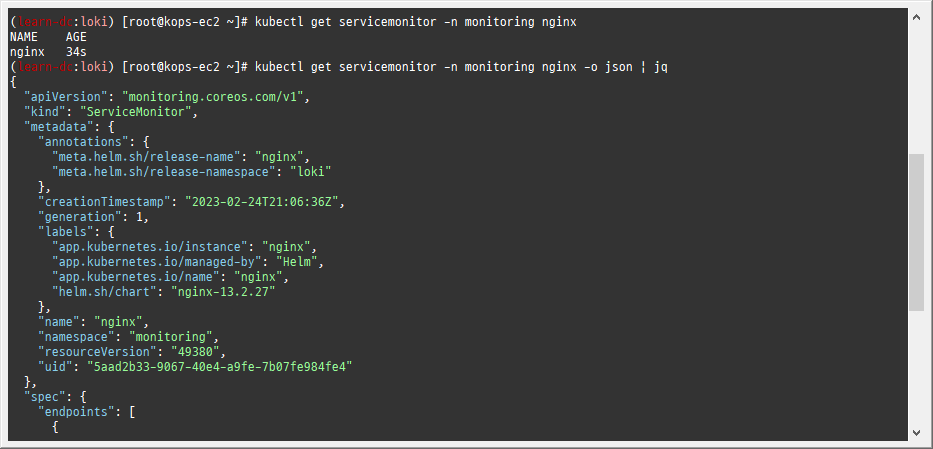 (learn-dr:loki) [root@kops-ec2 ~]# kubectl get servicemonitor -n monitoring nginx
NAME    AGE
nginx   34s
(learn-dr:loki) [root@kops-ec2 ~]# kubectl get servicemonitor -n monitoring nginx -o json | jq
{
  "apiVersion": "monitoring.coreos.com/v1",
  "kind": "ServiceMonitor",
  "metadata": {
    "annotations": {
      "meta.helm.sh/release-name": "nginx",
      "meta.helm.sh/release-namespace": "loki"
    },
    "creationTimestamp": "2023-02-24T21:06:36Z",
    "generation": 1,
    "labels": {
      "app.kubernetes.io/instance": "nginx",
      "app.kubernetes.io/managed-by": "Helm",
      "app.kubernetes.io/name": "nginx",
      "helm.sh/chart": "nginx-13.2.27"
    },
    "name": "nginx",
    "namespace": "monitoring",
    "resourceVersion": "49380",
    "uid": "5aad2b33-9067-40e4-a9fe-7b07fe984fe4"
  },
  "spec": {
    "endpoints": [
      {